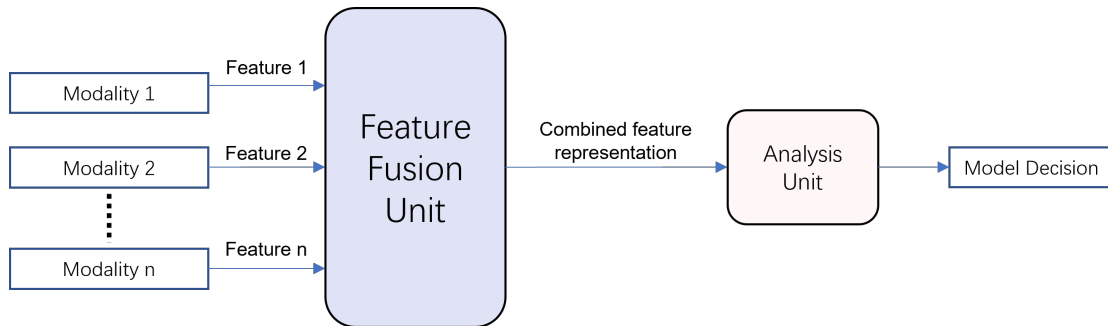 Feature 1
Modality 1
Feature 2
Modality 2
Feature n
Modality n
Feature
Fusion
Unit
Combined feature
representation
Analysis
Unit
Model Decision